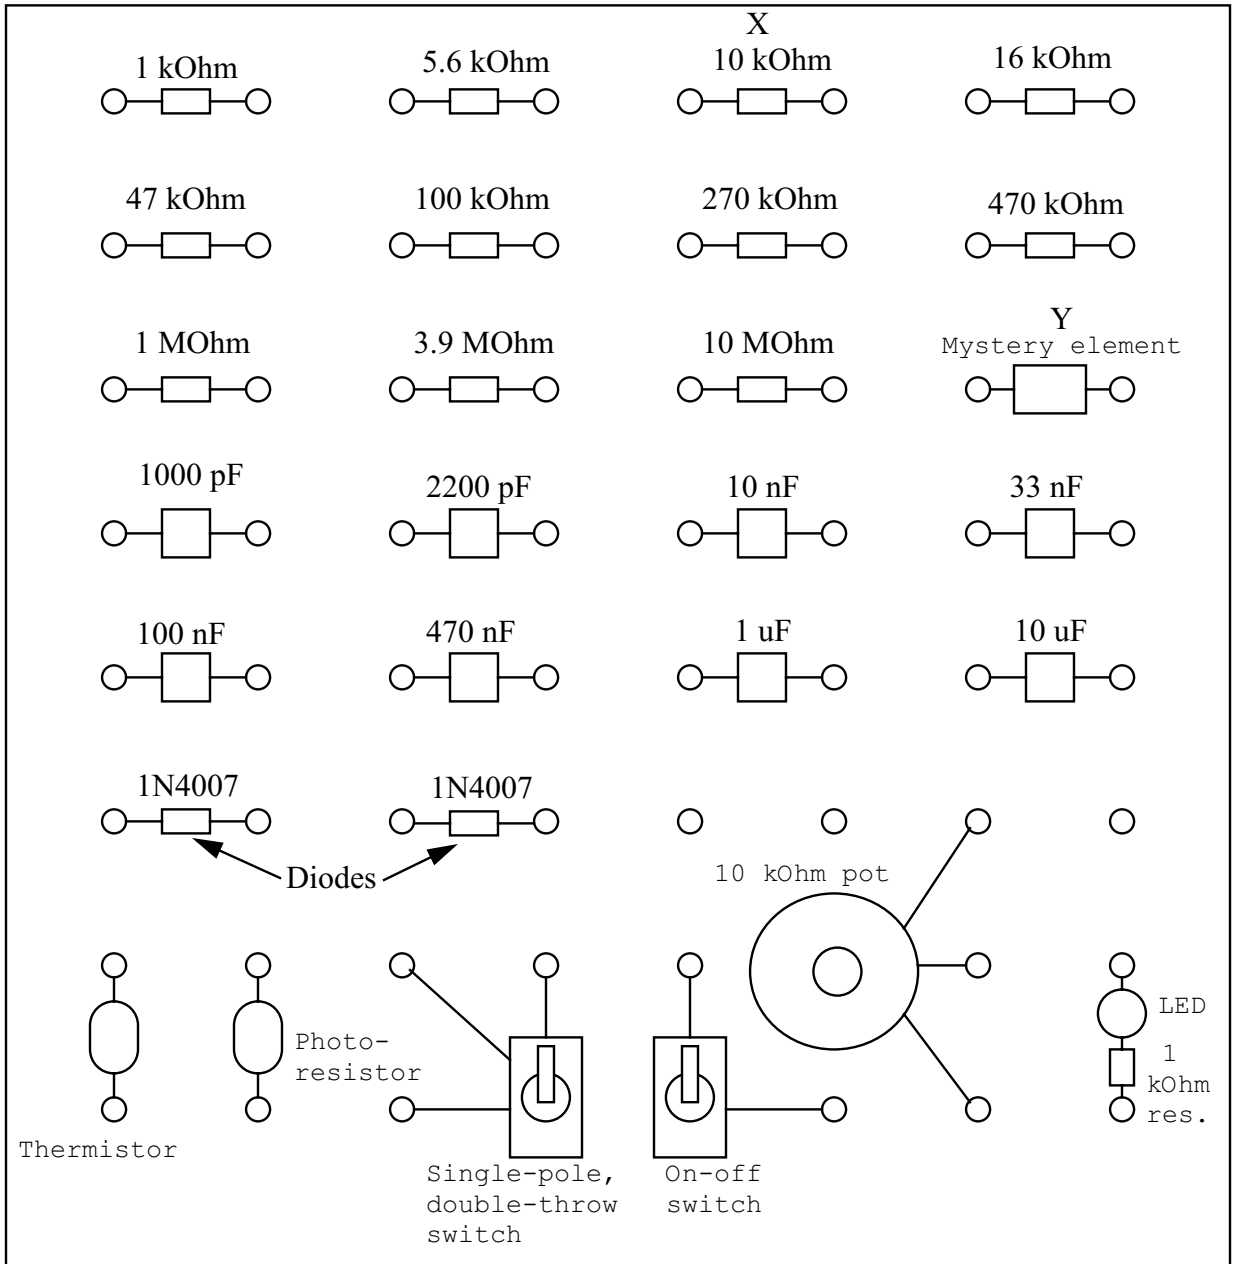 X
1 kOhm
5.6 kOhm
10 kOhm
16 kOhm
47 kOhm
100 kOhm
270 kOhm
470 kOhm
Y
1 MOhm
3.9 MOhm
10 MOhm
Mystery element
1000 pF
2200 pF
10 nF
33 nF
100 nF
470 nF
1 uF
10 uF
1N4007
1N4007
Diodes
10 kOhm pot
LED
Photo-
resistor
1
kOhm
res.
Thermistor
Single-pole,
double-throw
switch
On-off
switch